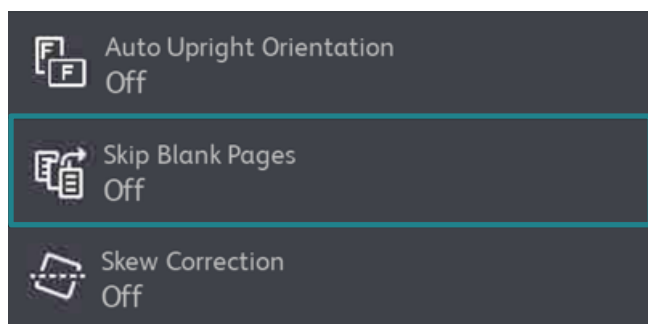 Auto Upright Orientation
Off
Skip Blank Pages
Off
Skew Correction
Off